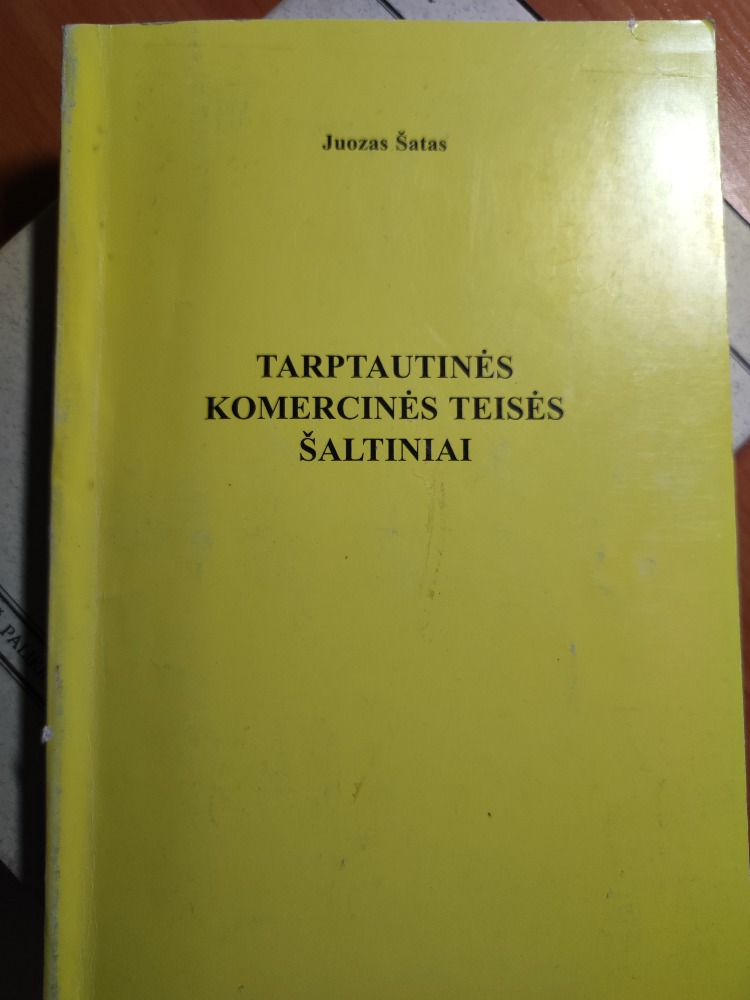 Juozas Šatas
TARPTAUTINĖS
KOMERCINĖS TEISĖS
ŠALTINIAI